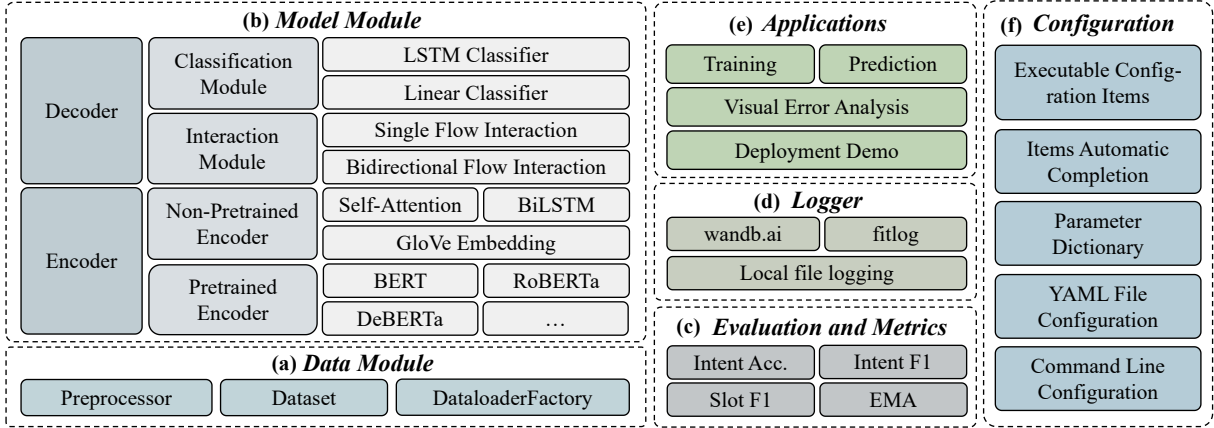 (b) Model Module
Decoder
Classification
Module
LSTM Classifier
Linear Classifier
Interaction
Module
Single Flow Interaction
Bidirectional Flow Interaction
Encoder
Non-Pretrained
Encoder
Self-Attention
BiLSTM
GloVe Embedding
Pretrained
Encoder
BERT
RoBERTa
DeBERTa
...
(a) Data Module
Preprocessor
Dataset
DataloaderFactory
(e) Applications
Training
Prediction
Visual Error Analysis
Deployment Demo
(d) Logger
wandb.ai
fitlog
Local file logging
(c) Evaluation and Metrics
Intent Acc.
Intent F1
Slot F1
EMA
(f) Configuration
Executable Config-
ration Items
Items Automatic
Completion
Parameter
Dictionary
YAML File
Configuration
Command Line
Configuration